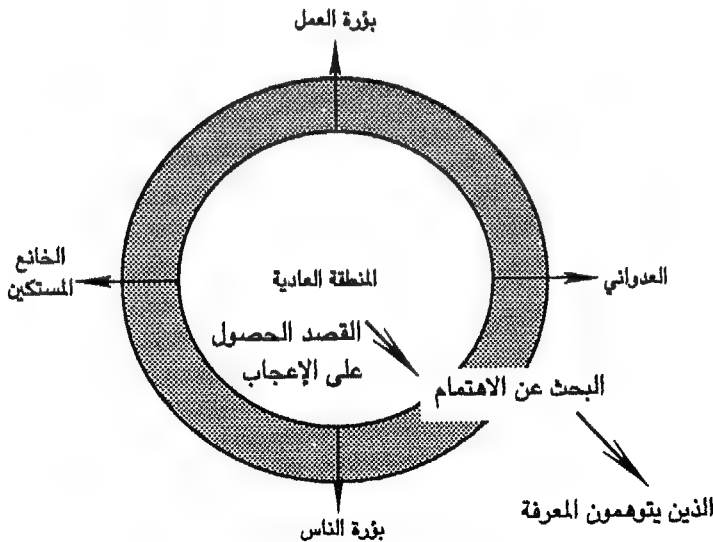 بؤرة العمل
الخانع
المستكين
العدواني
المنطقة العادية
القصد الحصول
على الإعجاب
البحث عن الاهتمام
الذين يتوهمون المعرفة
بؤرة الناس